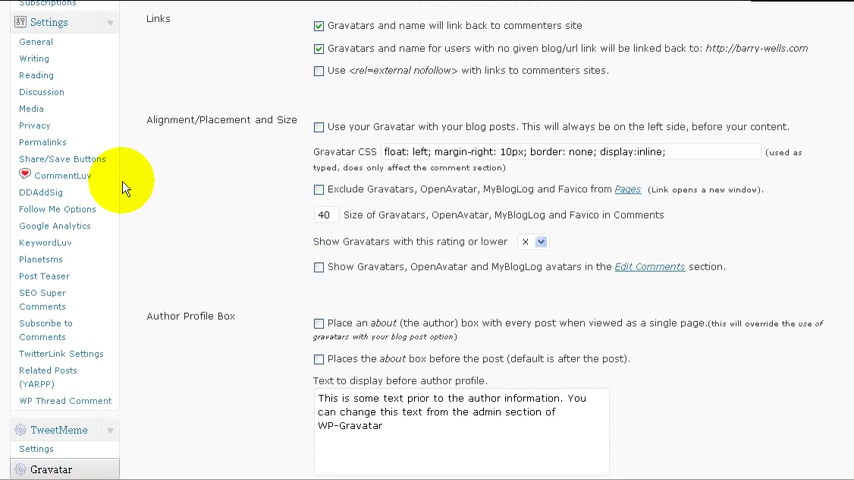 Subscriptions
Settings
General
Writing
Reading
Discussion
Media
Privacy
Permalinks
Share/Save Buttons
CommentLuv
DDAddSig
Follow Me Options
Google Analytics
KeywordLuv
Planetsms
Post Teaser
SEO Super
Comments
Subscribe to
Comments
TwitterLink Settings
Related Posts
(YARPP)
WP Thread Comment
TweetMeme
Settings
Gravatar
Links
Gravatars and name will link back to commenters site
Gravatars and name for users with no given blog/url link will be linked back to: http://barry-wells.com
Use <rel=external nofollow> with links to commenters sites.
Alignment/Placement and Size
Use your Gravatar with your blog posts. This will always be on the left side, before your content.
Gravatar CSS float: left; margin-right: 10px; border: none; display:inline; (used as
typed, does only affect the comment section)
Exclude Gravatars, OpenAvatar, MyBlogLog and Favico from Pages (Link opens a new window).
40 Size of Gravatars, OpenAvatar, MyBlogLog and Favico in Comments
Show Gravatars with this rating or lower X
Show Gravatars, OpenAvatar and MyBlogLog avatars in the Edit Comments section.
Author Profile Box
Place an about (the author) box with every post when viewed as a single page.(this will override the use of
gravatars with your blog post option)
Places the about box before the post (default is after the post).
Text to display before author profile.
This is some text prior to the author information. You
can change this text from the admin section of
WP-Gravatar